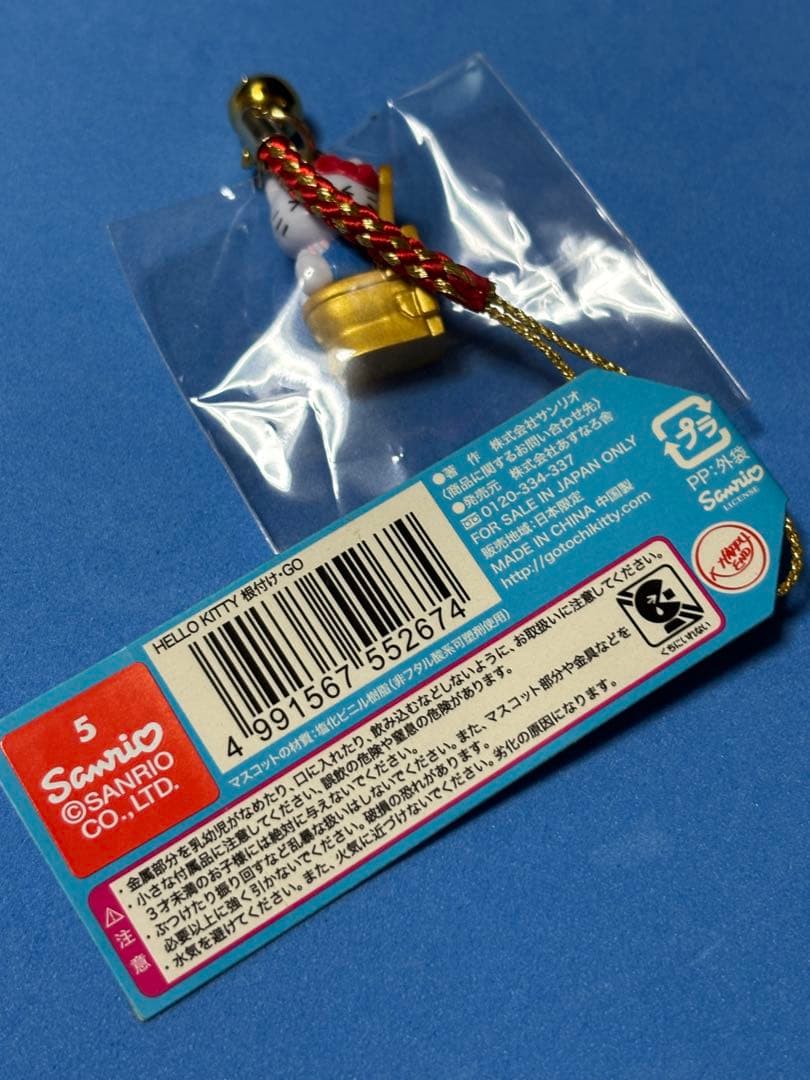 ●著 作 株式会社サンリオ
〈商品に関するお問い合わせ先〉
●発売元 株式会社あすなろ舎
0120-334-337
FOR SALE IN JAPAN ONLY
販売地域:日本限定
MADE IN CHINA 中国製
http://gotochikitty.com
プラ
PP:外袋
Sanrio
LICENSE
HAPPY
END
HELLO KITTY 根付け・GO
4 991567 552674
マスコットの材質:塩化ビニル樹脂(非フタル酸系可塑剤使用)
5
Sanrio
©SANRIO
CO.,LTD.
⚠注意
・金属部分を乳幼児がなめたり、口に入れたり、飲み込むなどしないように、お取扱いに注意してください。
・小さな付属品に注意してください、誤飲の危険や窒息の危険があります。
3才未満のお子様には絶対に与えないでください。
・ぶつけたり振り回すなど乱暴な扱いはしないでください。また、マスコット部分や金具などを
必要以上に強く引かないでください。破損の恐れがあります。
・水気を避けてください。また、火気に近づけないでください。劣化の原因になります。
くちにいれない